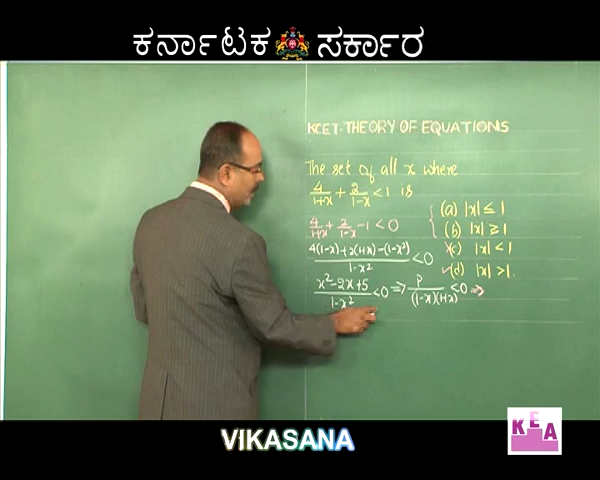 ಕರ್ನಾಟಕ ಸರ್ಕಾರ
KCET-THEORY OF EQUATIONS
The set of all x where
4/(1+x) + 2/(1-x) < 1 is
(a) |x| ≤ 1
(b) |x| ≥ 1
(c) |x| < 1
(d) |x| > 1.
4/(1+x) + 2/(1-x) - 1 < 0
(4(1-x) + 2(1+x) - (1-x²))/(1-x²) < 0
(x² - 2x + 5)/(1-x²) < 0 ⇒ P/((1-x)(1+x)) < 0 ⇒
VIKASANA
KEA